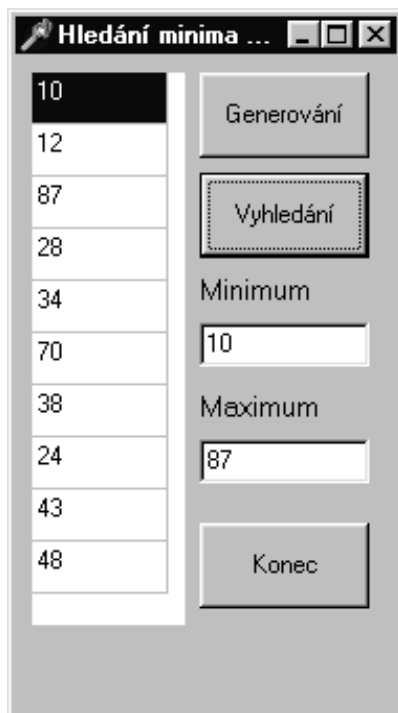 Hledání minima ...
10
12
87
28
34
70
38
24
43
48
Generování
Vyhledání
Minimum
10
Maximum
87
Konec